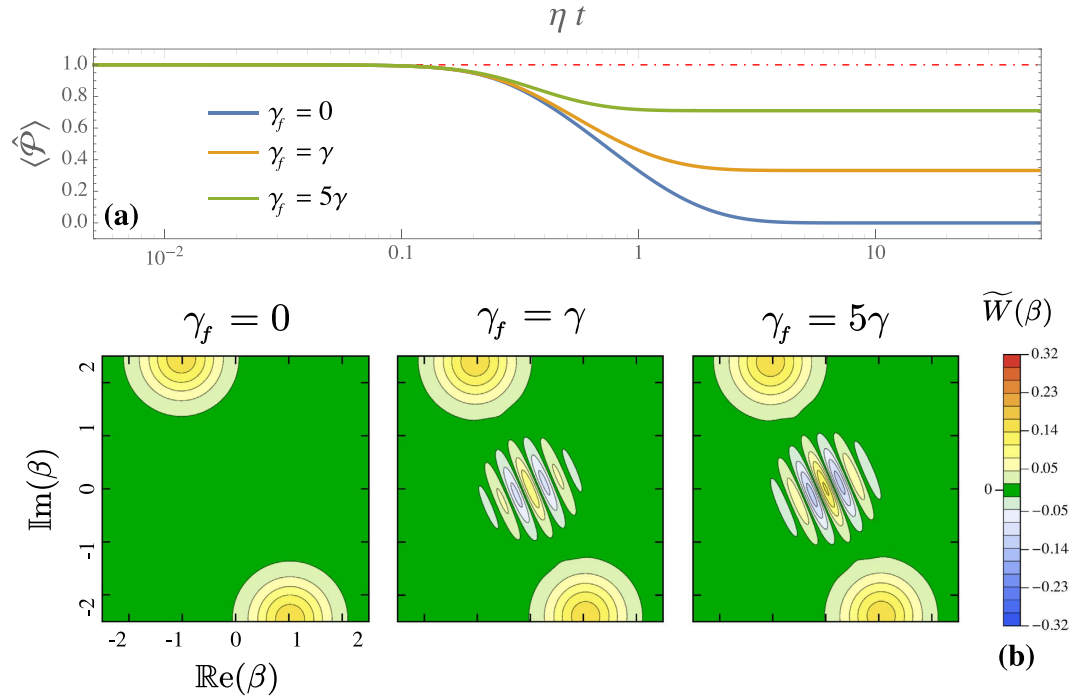 η t
⟨𝒫̂⟩
1.0
0.8
0.6
0.4
0.2
0.0
γf = 0
γf = γ
γf = 5γ
(a)
10⁻² 0.1 1 10
γf = 0 γf = γ γf = 5γ W̃(β)
𝕀m(β)
2
1
0
-1
-2
-2 -1 0 1 2
ℝe(β)
0.32
0.23
0.14
0.05
0
-0.05
-0.14
-0.23
-0.32
(b)